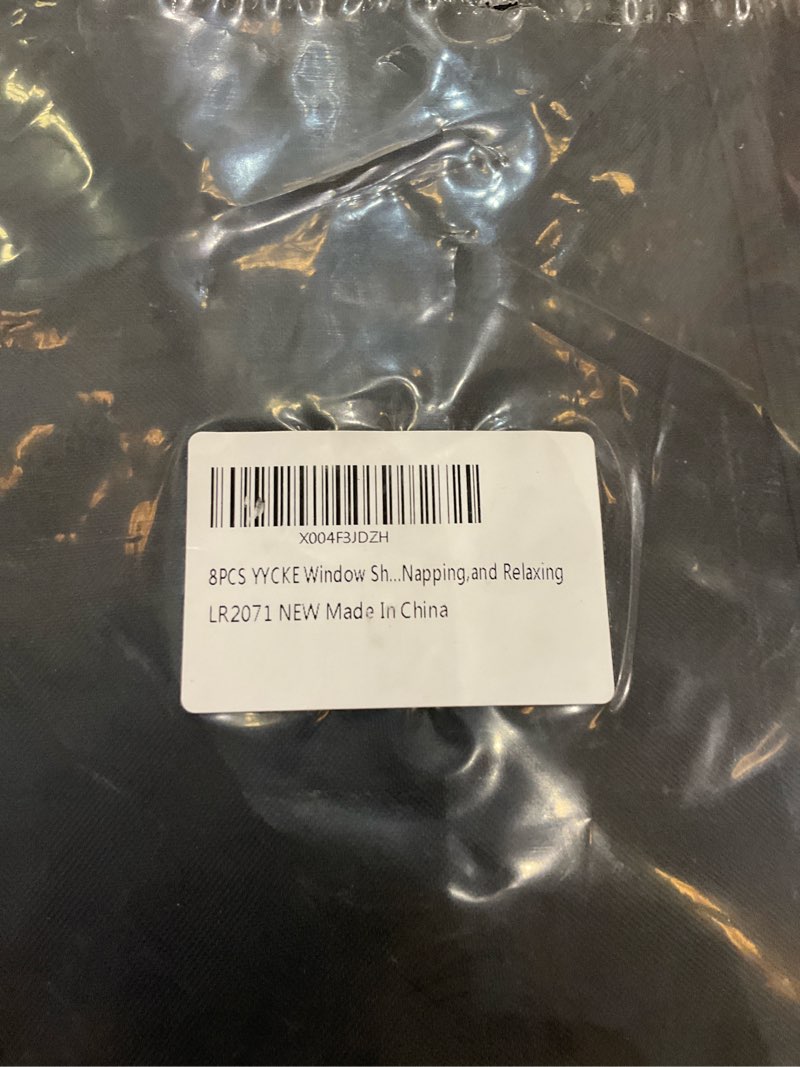 X004F3JDZH
8PCS YYCKE Window Sh...Napping,and Relaxing
LR2071 NEW Made In China